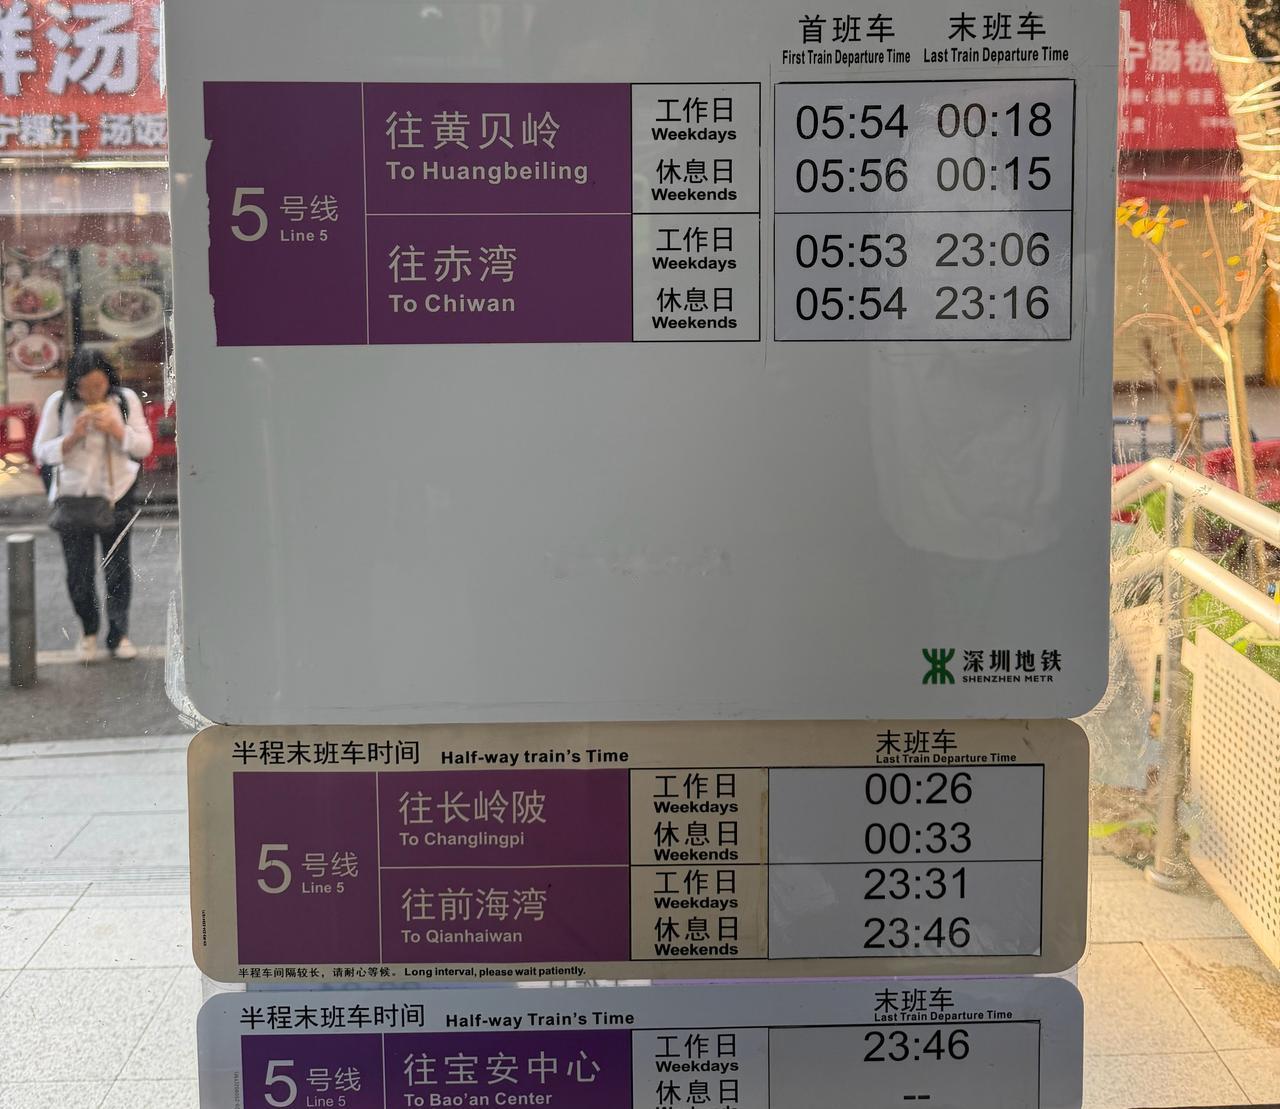 鲜汤
汤饭
宁肠粉
首班车 末班车
First Train Departure Time Last Train Departure Time
5 号线
Line 5
往黄贝岭
To Huangbeiling
工作日
Weekdays
05:54 00:18
休息日
Weekends
05:56 00:15
往赤湾
To Chiwan
工作日
Weekdays
05:53 23:06
休息日
Weekends
05:54 23:16
深圳地铁
SHENZHEN METR
半程末班车时间 Half-way train's Time
末班车
Last Train Departure Time
5 号线
Line 5
往长岭陂
To Changlingpi
工作日
Weekdays
00:26
休息日
Weekends
00:33
往前海湾
To Qianhaiwan
工作日
Weekdays
23:31
休息日
Weekends
23:46
半程车间隔较长，请耐心等候。 Long interval, please wait patiently.
半程末班车时间 Half-way Train's Time
末班车
Last Train Departure Time
5 号线
Line 5
往宝安中心
To Bao'an Center
工作日
Weekdays
23:46
休息日
--